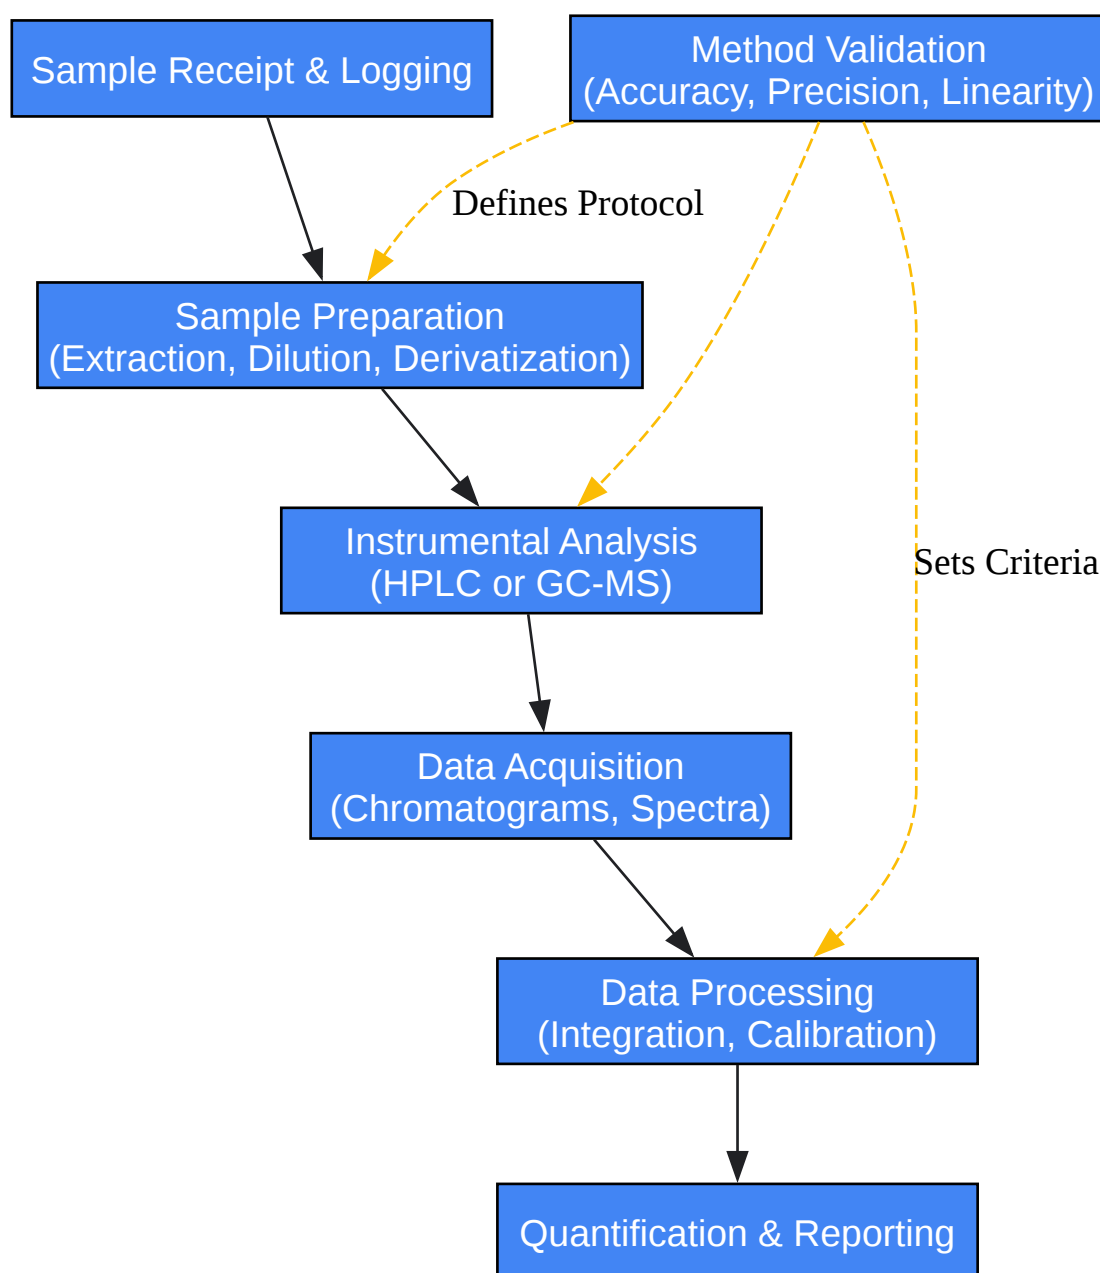 Sample Receipt & Logging
Method Validation
(Accuracy, Precision, Linearity)
Defines Protocol
Sample Preparation
(Extraction, Dilution, Derivatization)
Instrumental Analysis
(HPLC or GC-MS)
Sets Criteria
Data Acquisition
(Chromatograms, Spectra)
Data Processing
(Integration, Calibration)
Quantification & Reporting